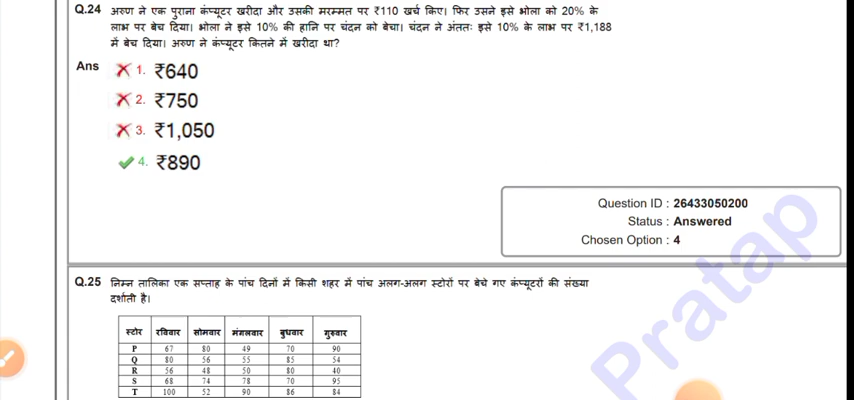 Q.24 अरुण ने एक पुराना कंप्यूटर खरीदा और उसकी मरम्मत पर ₹110 खर्च किए। फिर उसने इसे भोला को 20% के
लाभ पर बेच दिया। भोला ने इसे 10% की हानि पर चंदन को बेचा। चंदन ने अंततः इसे 10% के लाभ पर ₹1,188
में बेच दिया। अरुण ने कंप्यूटर कितने में खरीदा था?
Ans 1. ₹640
2. ₹750
3. ₹1,050
4. ₹890
Question ID : 26433050200
Status : Answered
Chosen Option : 4
Q.25 निम्न तालिका एक सप्ताह के पांच दिनों में किसी शहर में पांच अलग-अलग स्टोरों पर बेचे गए कंप्यूटरों की संख्या
दर्शाती है।
स्टोर रविवार सोमवार मंगलवार बुधवार गुरुवार
P 67 80 49 70 90
Q 80 56 55 85 54
R 56 48 50 80 40
S 68 74 78 70 95
T 100 52 90 86 84
Pratap